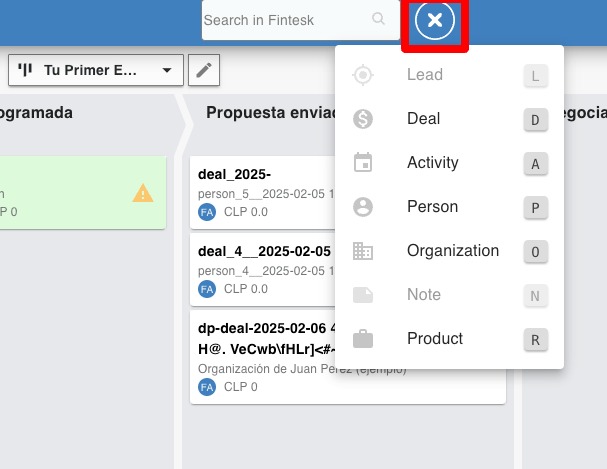 Search in Fintesk
Tu Primer E...
ogramada
Propuesta enviad
egocia
Lead L
Deal D
Activity A
Person P
Organization O
Note N
Product R
n
P 0
deal_2025-
person_5__2025-02-05 1
FA CLP 0.0
deal_4__2025-02-05
person_4__2025-02-05 1
FA CLP 0.0
dp-deal-2025-02-06 4
H@. VeCwb\fHLr]<#~
Organización de Juan Perez (ejemplo)
FA CLP 0